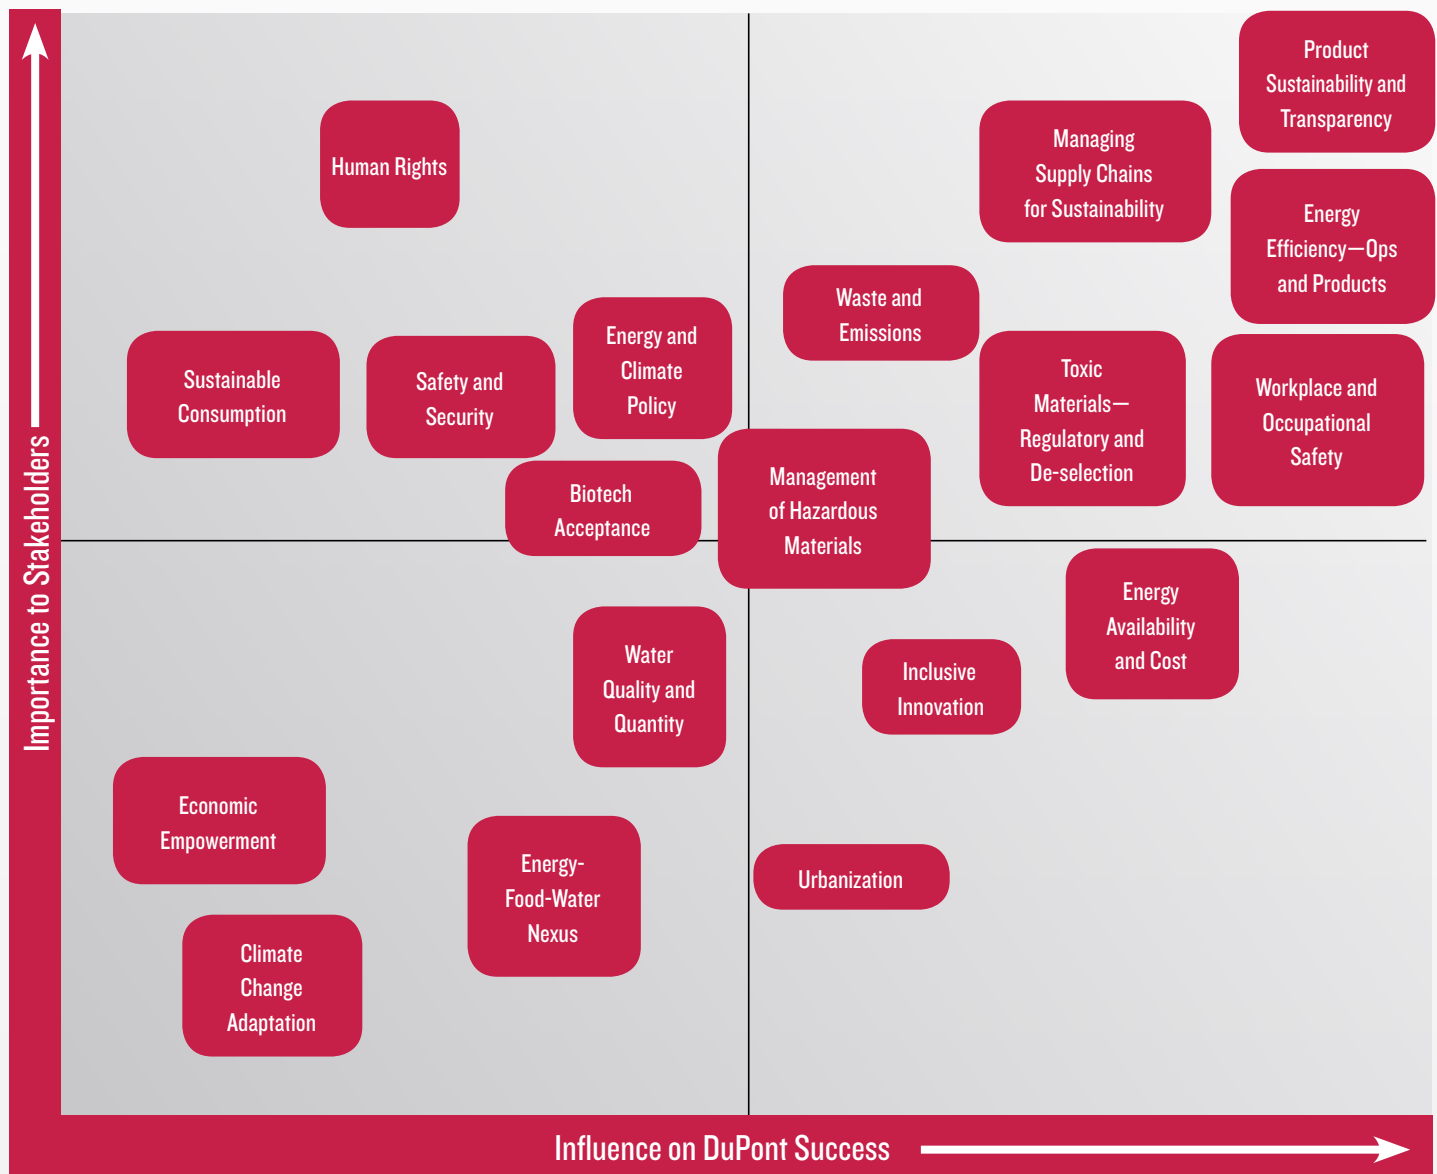 Product
Sustainability and
Transparency
Managing
Supply Chains
for Sustainability
Human Rights
Energy
Efficiency—Ops
and Products
Waste and
Emissions
Energy and
Climate
Policy
Toxic
Materials—
Regulatory and
De-selection
Workplace and
Occupational
Safety
Sustainable
Consumption
Safety and
Security
Management
of Hazardous
Materials
Biotech
Acceptance
Energy
Availability
and Cost
Water
Quality and
Quantity
Inclusive
Innovation
Economic
Empowerment
Energy-
Food-Water
Nexus
Urbanization
Climate
Change
Adaptation
Importance to Stakeholders
Influence on DuPont Success